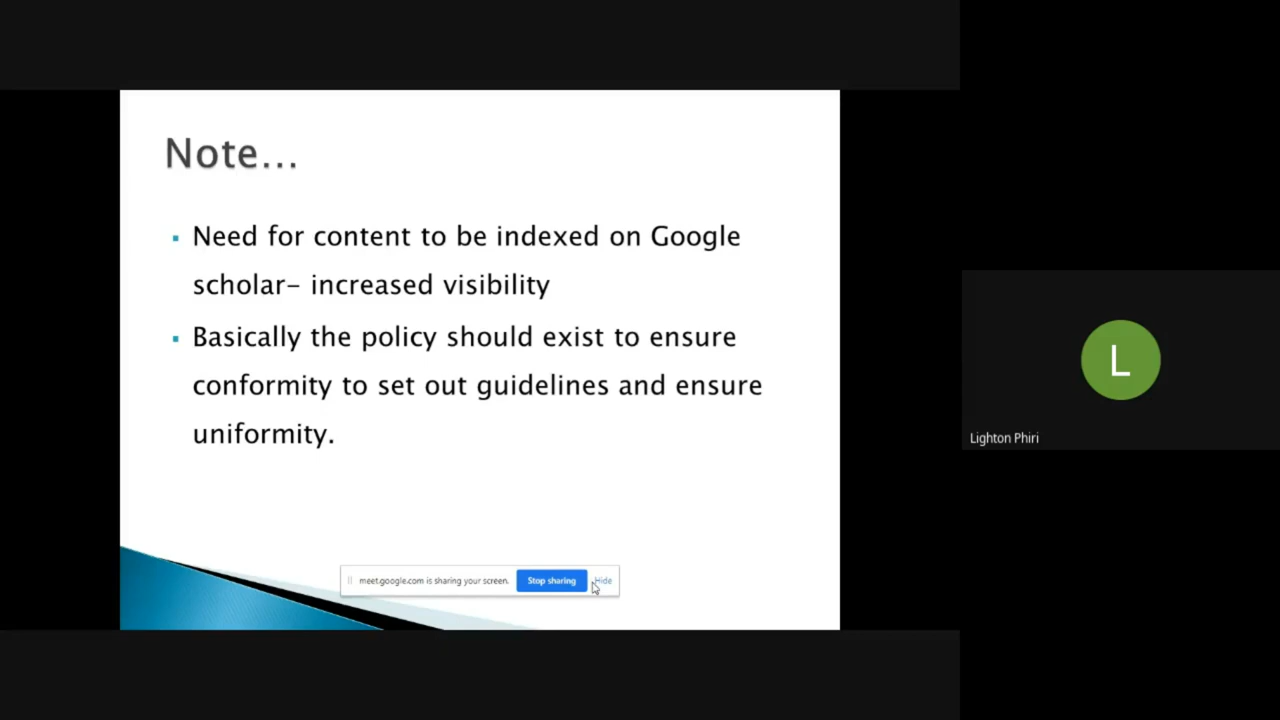 Note...
▪ Need for content to be indexed on Google
scholar– increased visibility
▪ Basically the policy should exist to ensure
conformity to set out guidelines and ensure
uniformity.
meet.google.com is sharing your screen. Stop sharing Hide
L
Lighton Phiri